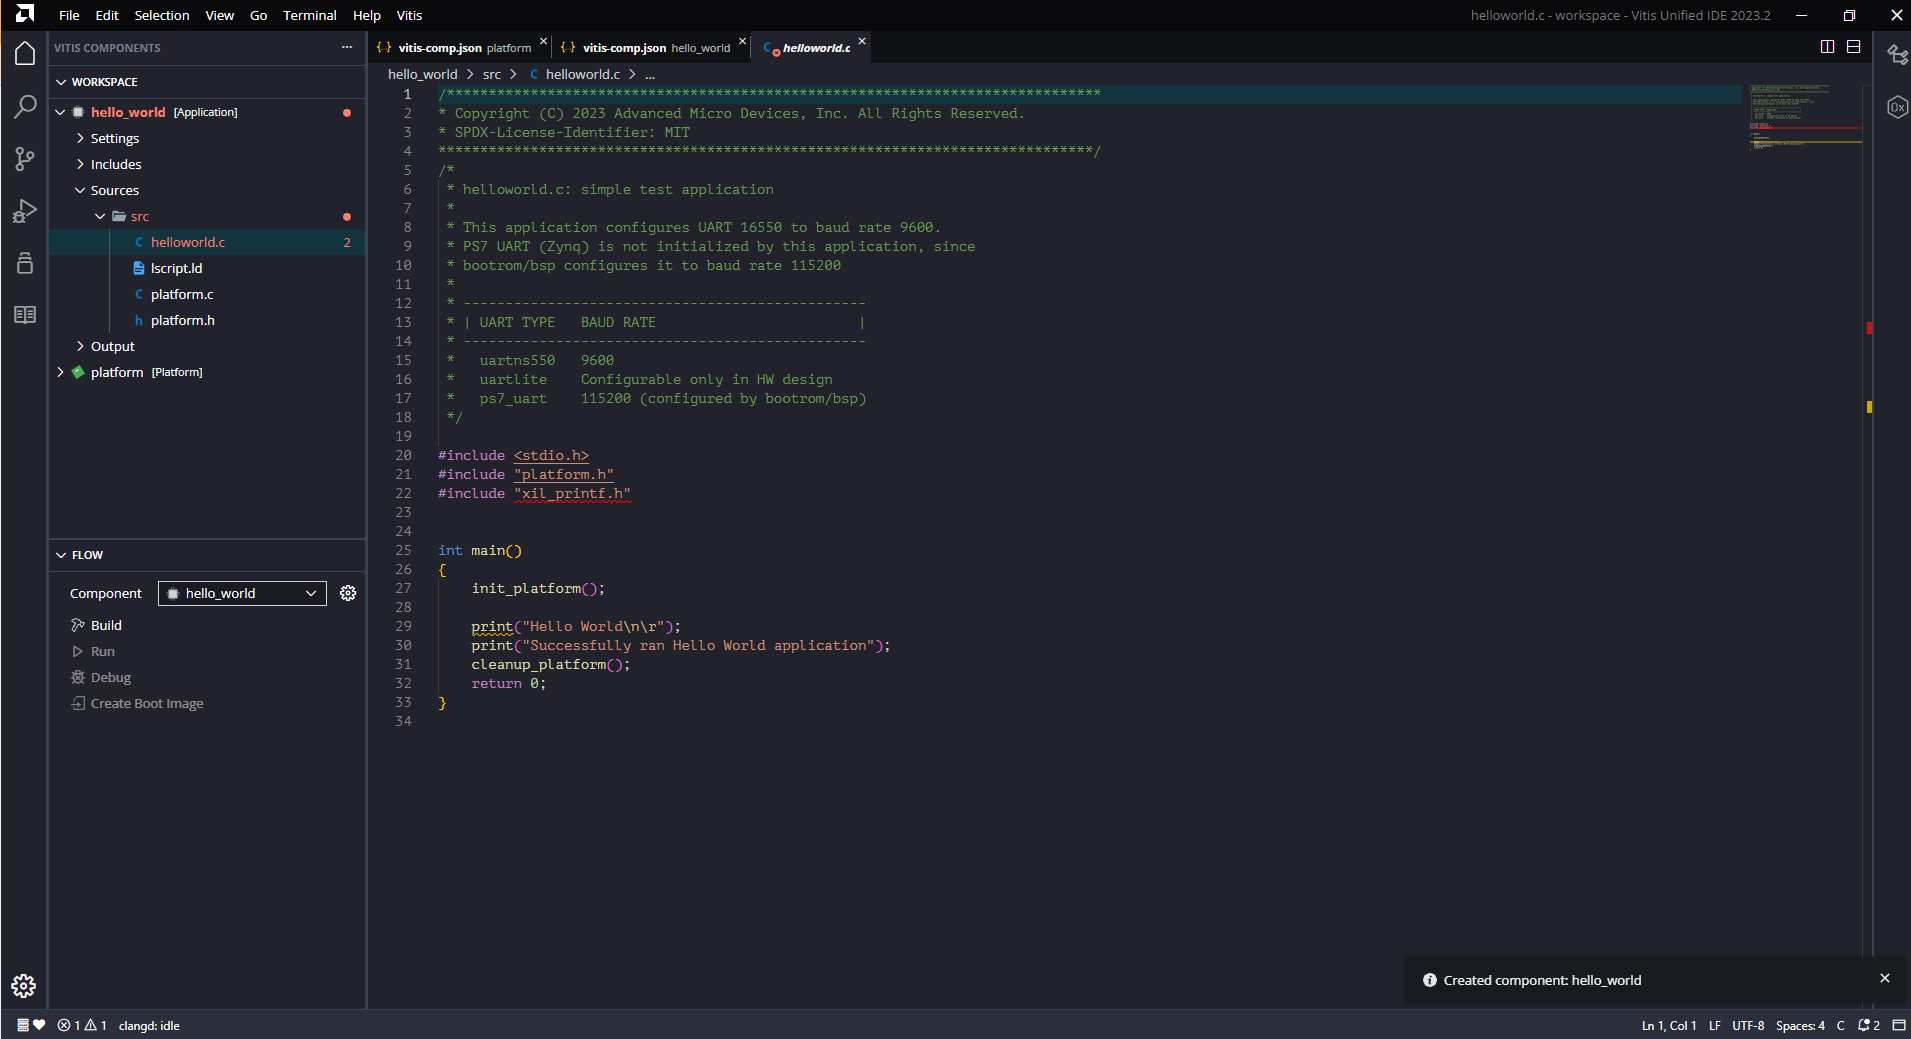 File Edit Selection View Go Terminal Help Vitis
helloworld.c - workspace - Vitis Unified IDE 2023.2
VITIS COMPONENTS ...
WORKSPACE
hello_world [Application]
Settings
Includes
Sources
src
helloworld.c 2
lscript.ld
platform.c
platform.h
Output
platform [Platform]
FLOW
Component hello_world
Build
Run
Debug
Create Boot Image
{} vitis-comp.json platform
{} vitis-comp.json hello_world
C helloworld.c
hello_world > src > C helloworld.c > ...
1 /******************************************************************************
2 * Copyright (C) 2023 Advanced Micro Devices, Inc. All Rights Reserved.
3 * SPDX-License-Identifier: MIT
4 ******************************************************************************/
5 /*
6 * helloworld.c: simple test application
7 *
8 * This application configures UART 16550 to baud rate 9600.
9 * PS7 UART (Zynq) is not initialized by this application, since
10 * bootrom/bsp configures it to baud rate 115200
11 *
12 * ------------------------------------------------
13 * | UART TYPE   BAUD RATE                        |
14 * ------------------------------------------------
15 *   uartns550   9600
16 *   uartlite    Configurable only in HW design
17 *   ps7_uart    115200 (configured by bootrom/bsp)
18 */
19
20 #include <stdio.h>
21 #include "platform.h"
22 #include "xil_printf.h"
23
24
25 int main()
26 {
27     init_platform();
28
29     print("Hello World\n\r");
30     print("Successfully ran Hello World application");
31     cleanup_platform();
32     return 0;
33 }
34
Created component: hello_world
1 1 clangd: idle
Ln 1, Col 1 LF UTF-8 Spaces: 4 C 2